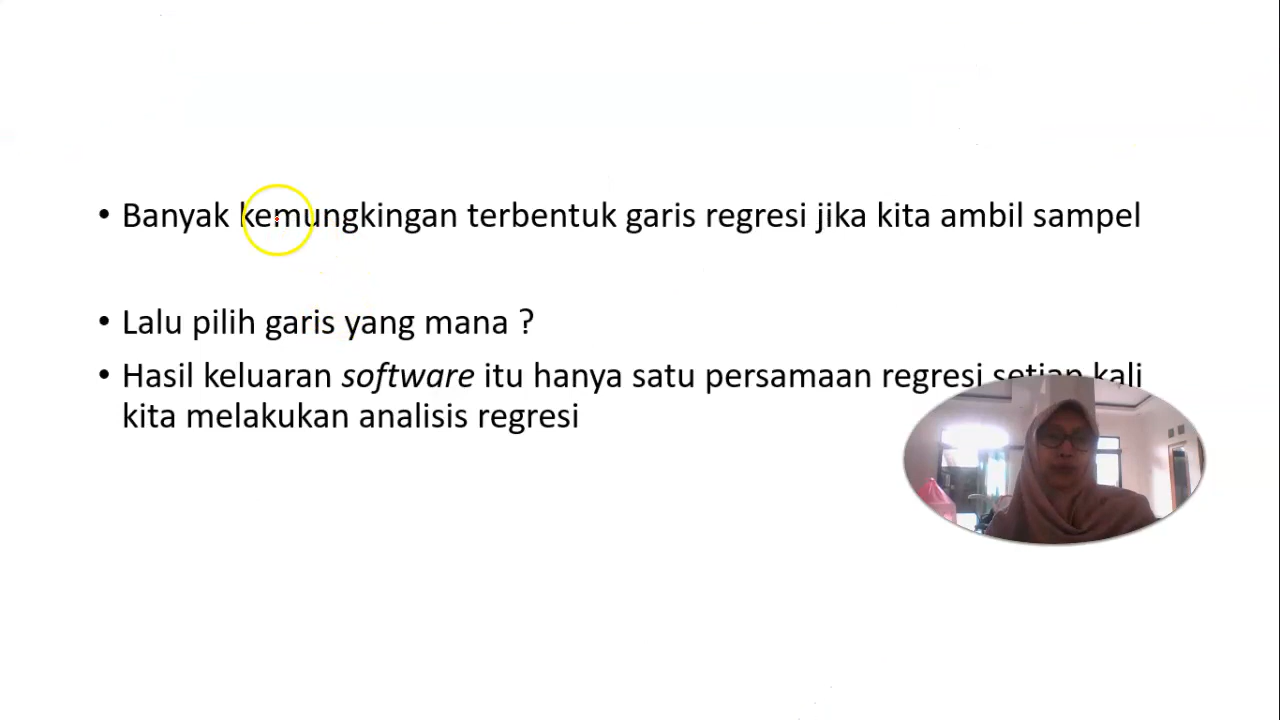 • Banyak kemungkingan terbentuk garis regresi jika kita ambil sampel
• Lalu pilih garis yang mana ?
• Hasil keluaran software itu hanya satu persamaan regresi setiap kali
kita melakukan analisis regresi